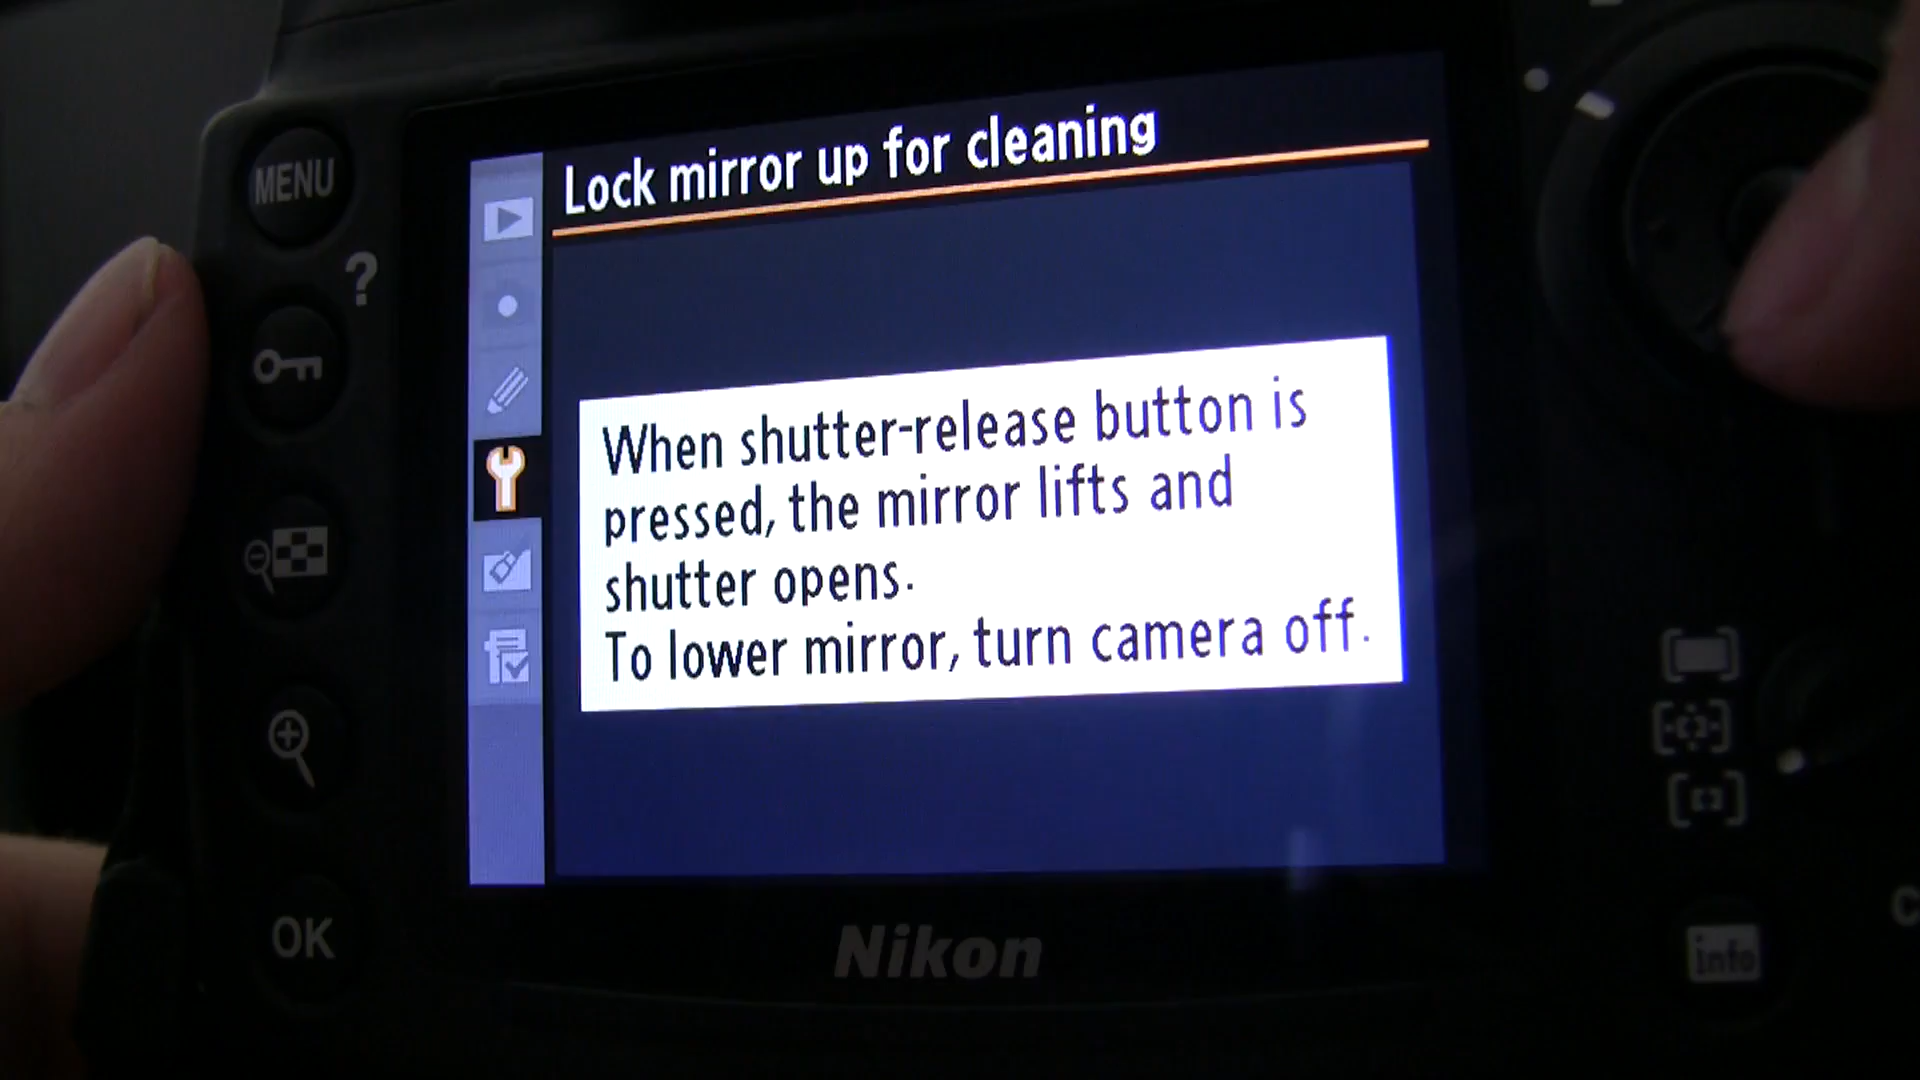 MENU
Lock mirror up for cleaning
?
When shutter-release button is
pressed, the mirror lifts and
shutter opens.
To lower mirror, turn camera off.
OK
Nikon
info
C